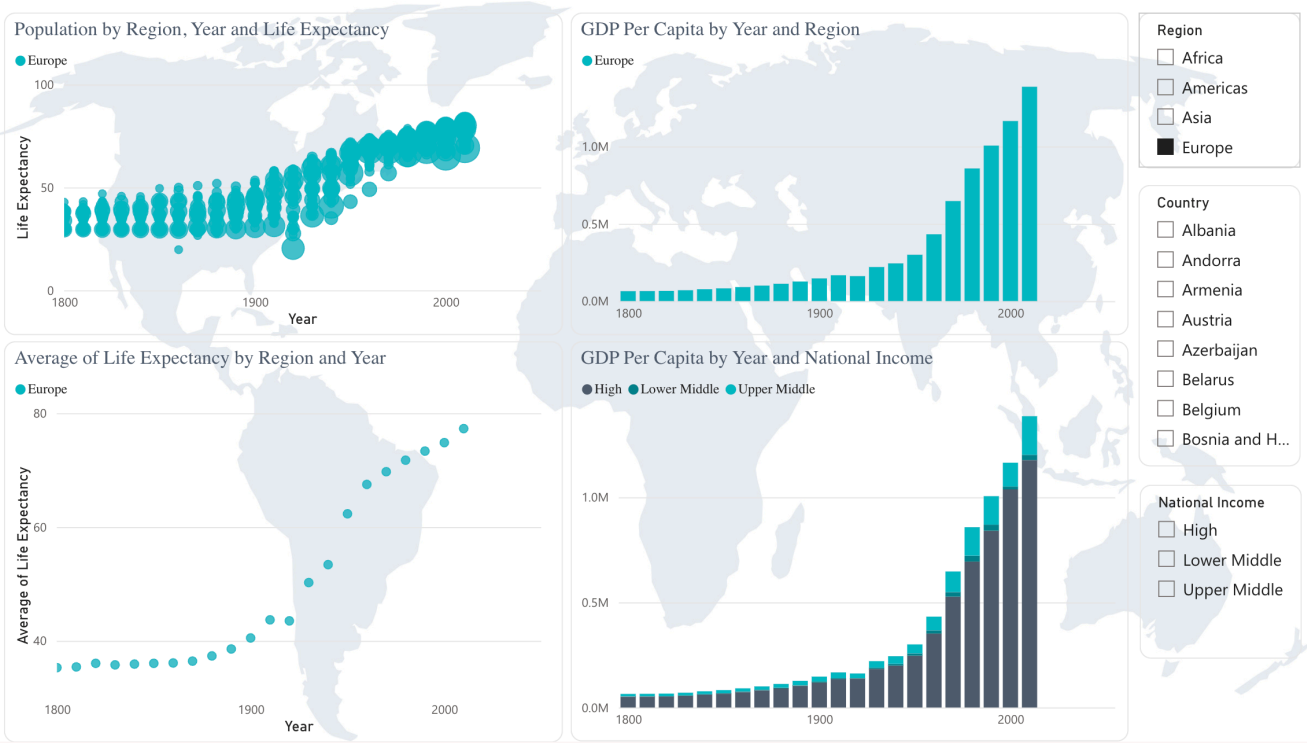 Population by Region, Year and Life Expectancy
Europe
100
50
0
Life Expectancy
1800
1900
2000
Year
GDP Per Capita by Year and Region
Europe
1.0M
0.5M
0.0M
1800
1900
2000
Average of Life Expectancy by Region and Year
Europe
80
60
40
Average of Life Expectancy
1800
1900
2000
Year
GDP Per Capita by Year and National Income
High Lower Middle Upper Middle
1.0M
0.5M
0.0M
1800
1900
2000
Region
Africa
Americas
Asia
Europe
Country
Albania
Andorra
Armenia
Austria
Azerbaijan
Belarus
Belgium
Bosnia and H...
National Income
High
Lower Middle
Upper Middle